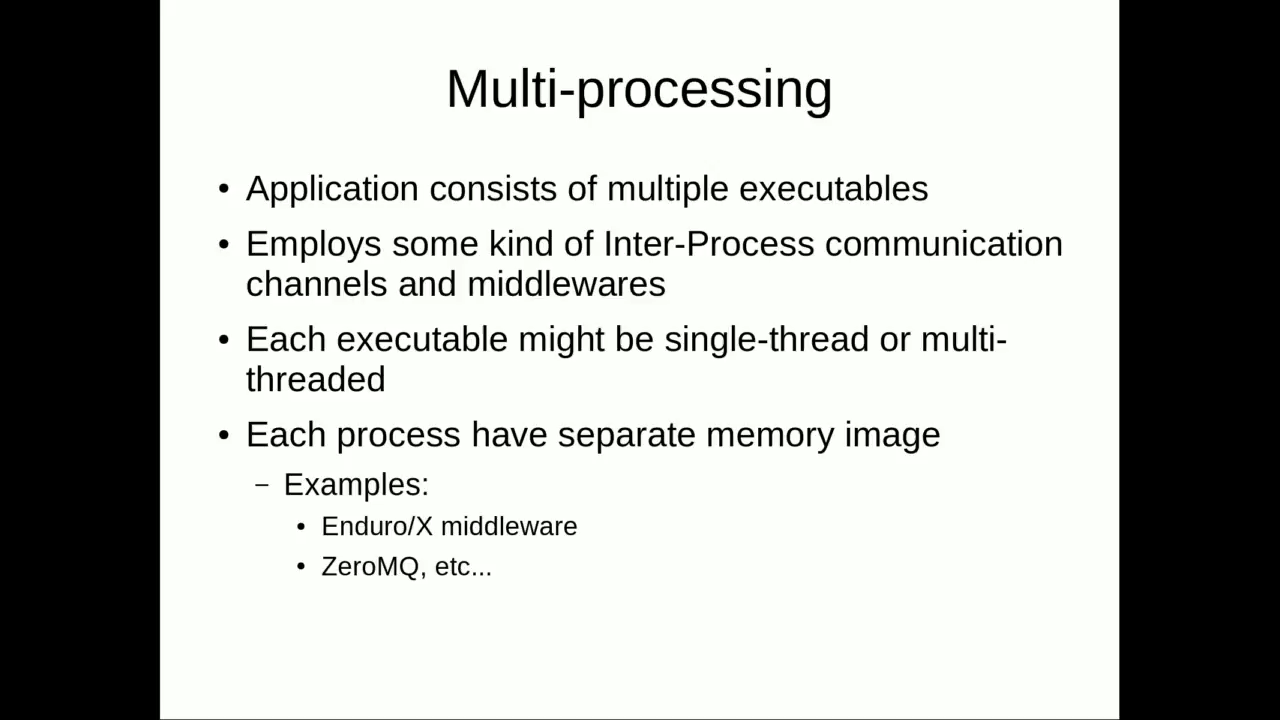 Multi-processing
• Application consists of multiple executables
• Employs some kind of Inter-Process communication
channels and middlewares
• Each executable might be single-thread or multi-
threaded
• Each process have separate memory image
– Examples:
• Enduro/X middleware
• ZeroMQ, etc...